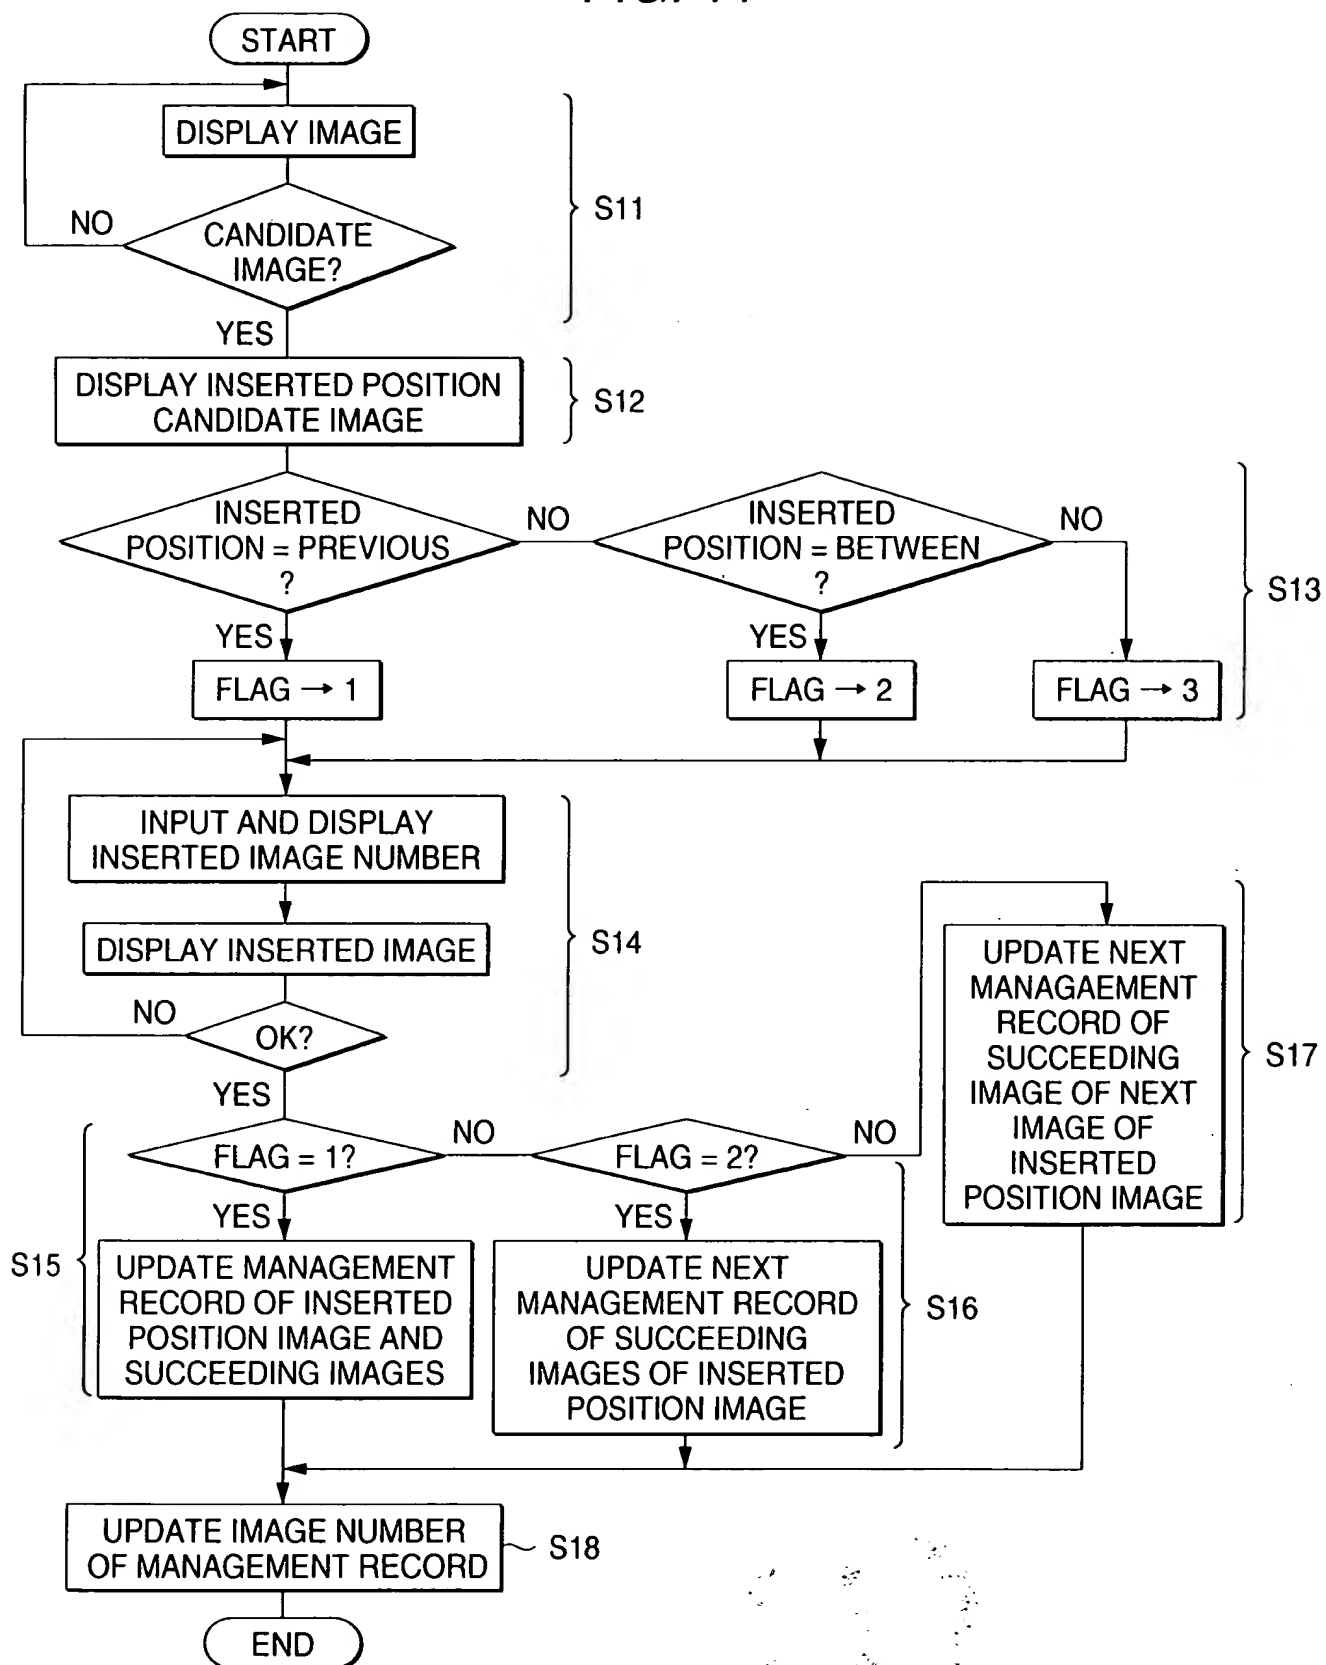 START
DISPLAY IMAGE
NO
CANDIDATE
IMAGE?
S11
YES
DISPLAY INSERTED POSITION
CANDIDATE IMAGE
S12
INSERTED
POSITION = PREVIOUS
?
NO
INSERTED
POSITION = BETWEEN
?
NO
S13
YES
YES
FLAG → 1
FLAG → 2
FLAG → 3
INPUT AND DISPLAY
INSERTED IMAGE NUMBER
DISPLAY INSERTED IMAGE
S14
NO
OK?
YES
UPDATE NEXT
MANAGAEMENT
RECORD OF
SUCCEEDING
IMAGE OF NEXT
IMAGE OF
INSERTED
POSITION IMAGE
S17
FLAG = 1?
NO
FLAG = 2?
NO
YES
YES
S15
UPDATE MANAGEMENT
RECORD OF INSERTED
POSITION IMAGE AND
SUCCEEDING IMAGES
UPDATE NEXT
MANAGEMENT RECORD
OF SUCCEEDING
IMAGES OF INSERTED
POSITION IMAGE
S16
UPDATE IMAGE NUMBER
OF MANAGEMENT RECORD
S18
END